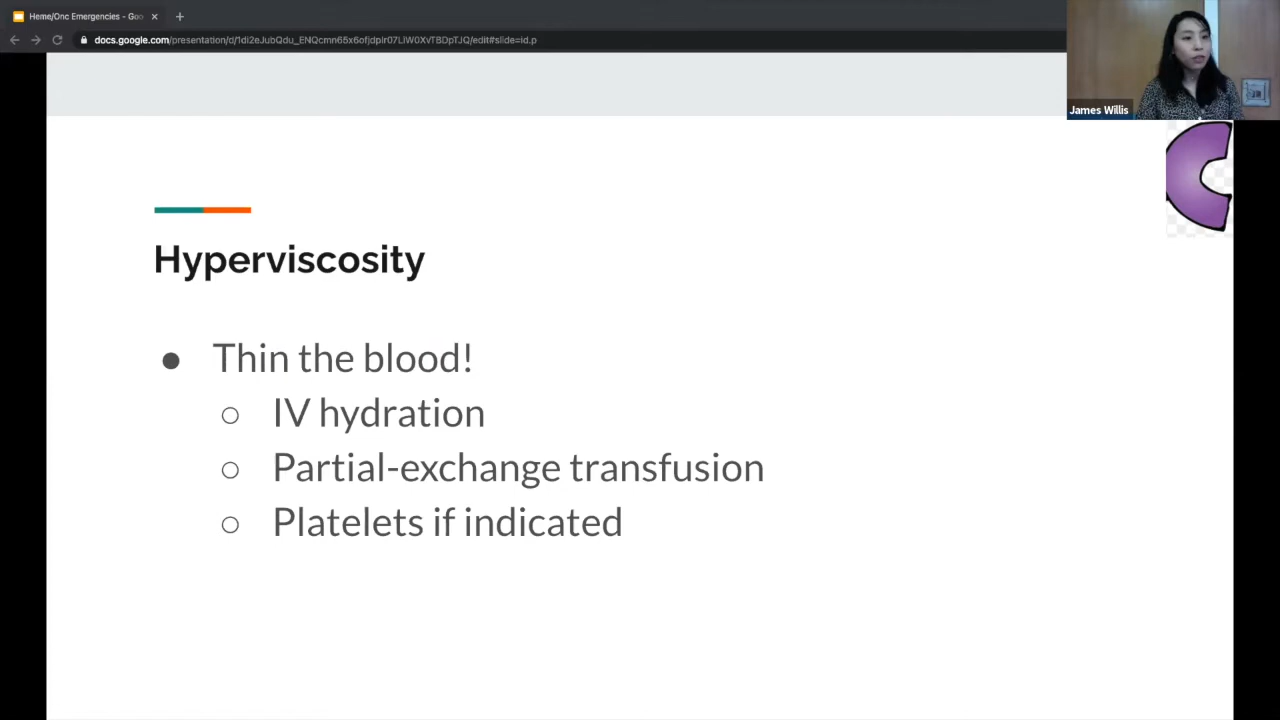 Heme/Onc Emergencies - Goo
docs.google.com/presentation/d/1di2eJubQdu_ENQcmn65x6ofjdpIr07LIW0XvTBDpTJQ/edit#slide=id.p
James Willis
C
Hyperviscosity
● Thin the blood!
○ IV hydration
○ Partial-exchange transfusion
○ Platelets if indicated